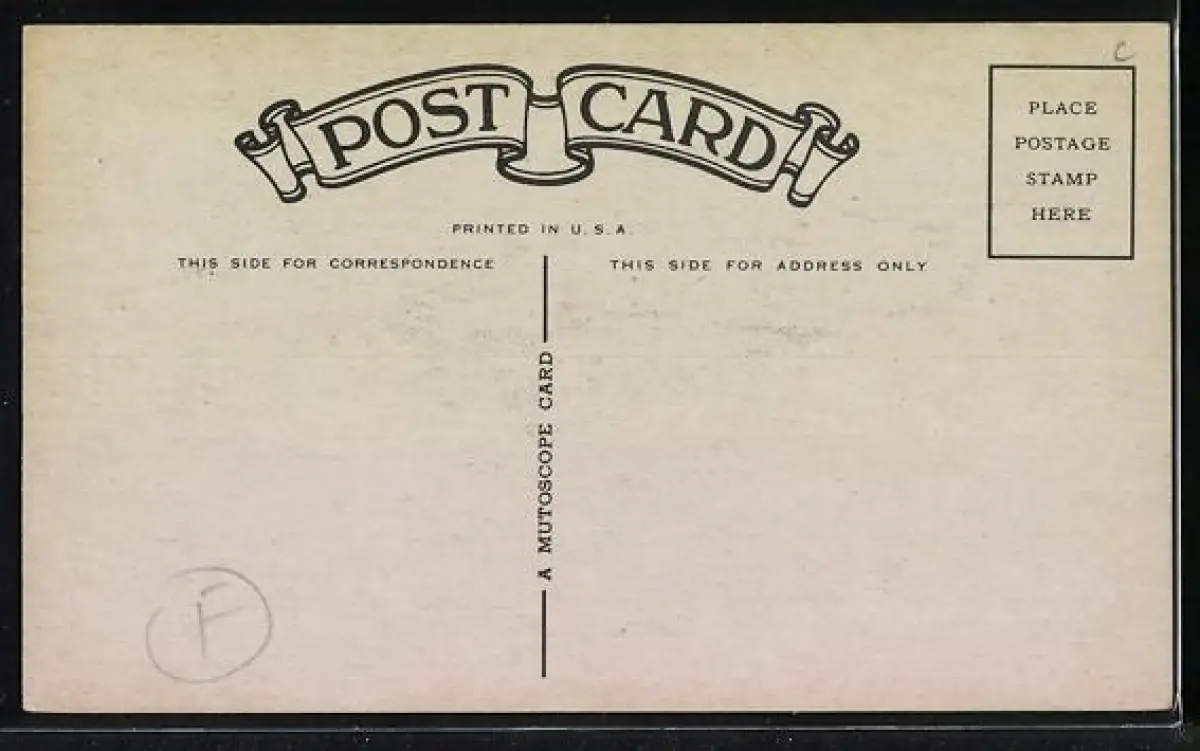 C
POST CARD
PLACE
POSTAGE
STAMP
HERE
PRINTED IN U.S.A.
THIS SIDE FOR CORRESPONDENCE
THIS SIDE FOR ADDRESS ONLY
A MUTOSCOPE CARD
F